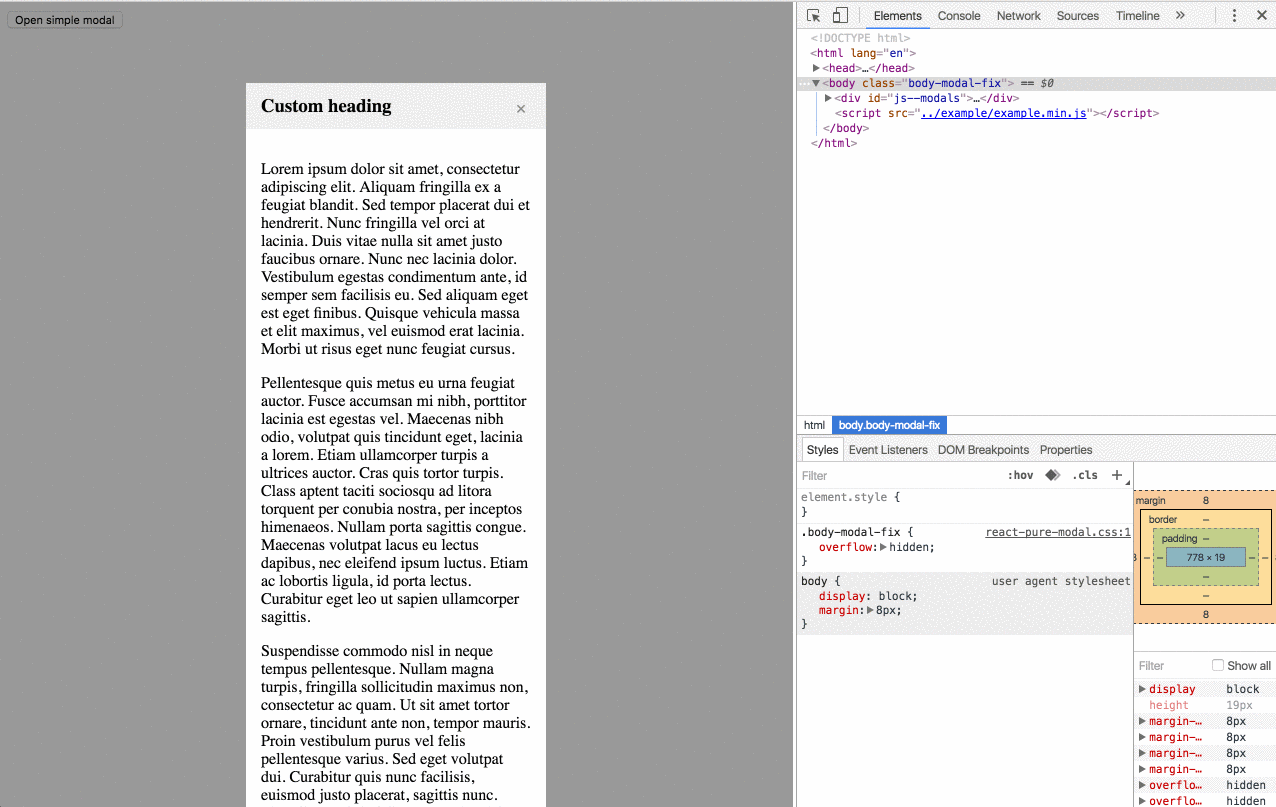 Open simple modal
Custom heading ×
Lorem ipsum dolor sit amet, consectetur
adipiscing elit. Aliquam fringilla ex a
feugiat blandit. Sed tempor placerat dui et
hendrerit. Nunc fringilla vel orci at
lacinia. Duis vitae nulla sit amet justo
faucibus ornare. Nunc nec lacinia dolor.
Vestibulum egestas condimentum ante, id
semper sem facilisis eu. Sed aliquam eget
est eget finibus. Quisque vehicula massa
et elit maximus, vel euismod erat lacinia.
Morbi ut risus eget nunc feugiat cursus.
Pellentesque quis metus eu urna feugiat
auctor. Fusce accumsan mi nibh, porttitor
lacinia est egestas vel. Maecenas nibh
odio, volutpat quis tincidunt eget, lacinia
a lorem. Etiam ullamcorper turpis a
ultrices auctor. Cras quis tortor turpis.
Class aptent taciti sociosqu ad litora
torquent per conubia nostra, per inceptos
himenaeos. Nullam porta sagittis congue.
Maecenas volutpat lacus eu lectus
dapibus, nec eleifend ipsum luctus. Etiam
ac lobortis ligula, id porta lectus.
Curabitur eget leo ut sapien ullamcorper
sagittis.
Suspendisse commodo nisl in neque
tempus pellentesque. Nullam magna
turpis, fringilla sollicitudin maximus non,
consectetur ac quam. Ut sit amet tortor
ornare, tincidunt ante non, tempor mauris.
Proin vestibulum purus vel felis
pellentesque varius. Sed eget volutpat
dui. Curabitur quis nunc facilisis,
euismod justo placerat, sagittis nunc.
Elements Console Network Sources Timeline »
<!DOCTYPE html>
<html lang="en">
<head>…</head>
…<body class="body-modal-fix"> == $0
<div id="js--modals">…</div>
<script src="../example/example.min.js"></script>
</body>
</html>
html body.body-modal-fix
Styles Event Listeners DOM Breakpoints Properties
Filter :hov .cls +
element.style {
}
.body-modal-fix { react-pure-modal.css:1
overflow: hidden;
}
body { user agent stylesheet
display: block;
margin: 8px;
}
margin 8
border –
padding –
– – 778 × 19 – –
–
–
8
Filter Show all
display block
height 19px
margin-… 8px
margin-… 8px
margin-… 8px
margin-… 8px
overflo… hidden
overflo… hidden